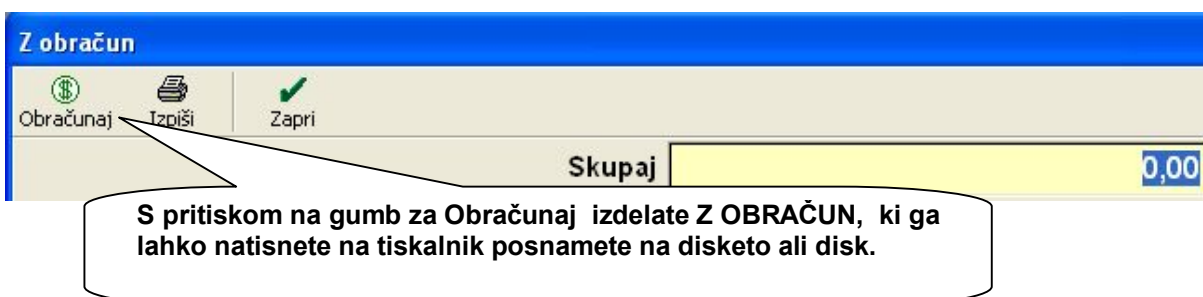 Z obračun
Obračunaj Izpiši Zapri
Skupaj 0,00
S pritiskom na gumb za Obračunaj izdelate Z OBRAČUN, ki ga
lahko natisnete na tiskalnik posnamete na disketo ali disk.